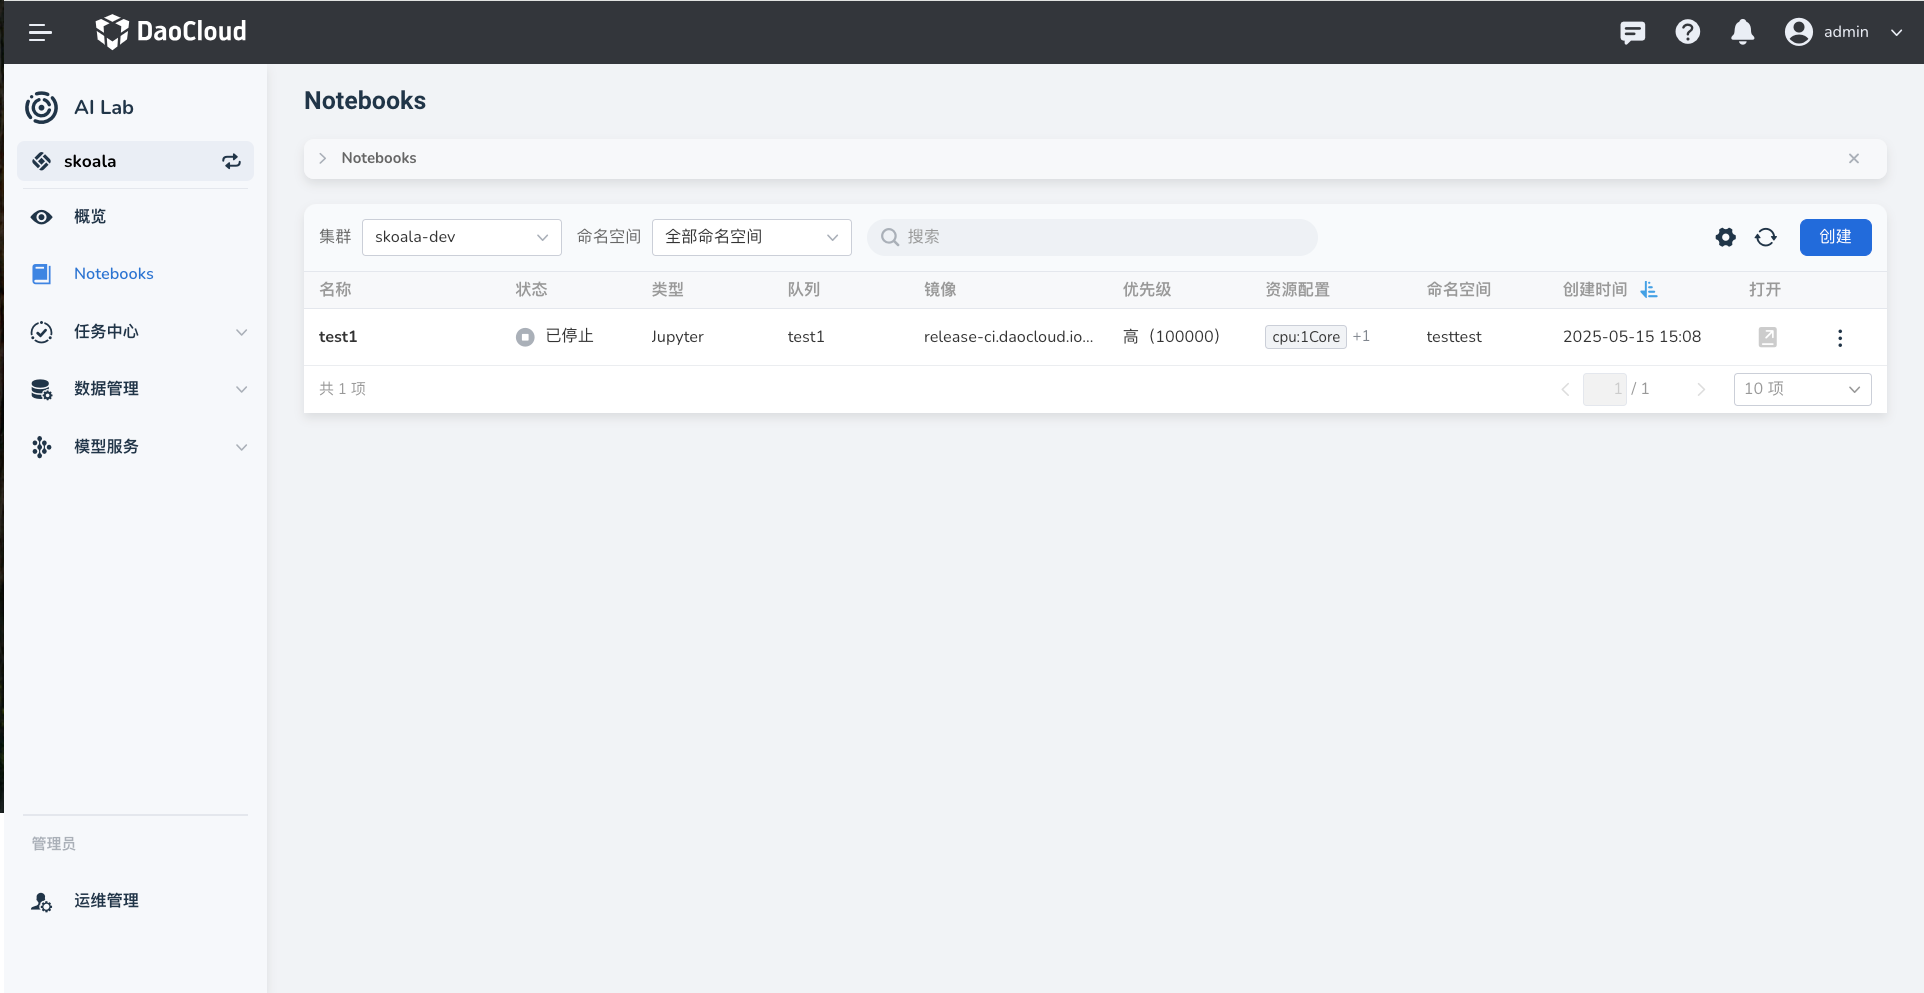 DaoCloud
admin
AI Lab
skoala
概览
Notebooks
任务中心
数据管理
模型服务
管理员
运维管理
Notebooks
Notebooks
集群 skoala-dev 命名空间 全部命名空间 搜索 创建
名称 状态 类型 队列 镜像 优先级 资源配置 命名空间 创建时间 打开
test1 已停止 Jupyter test1 release-ci.daocloud.io... 高（100000） cpu:1Core +1 testtest 2025-05-15 15:08
共 1 项 1 / 1 10 项